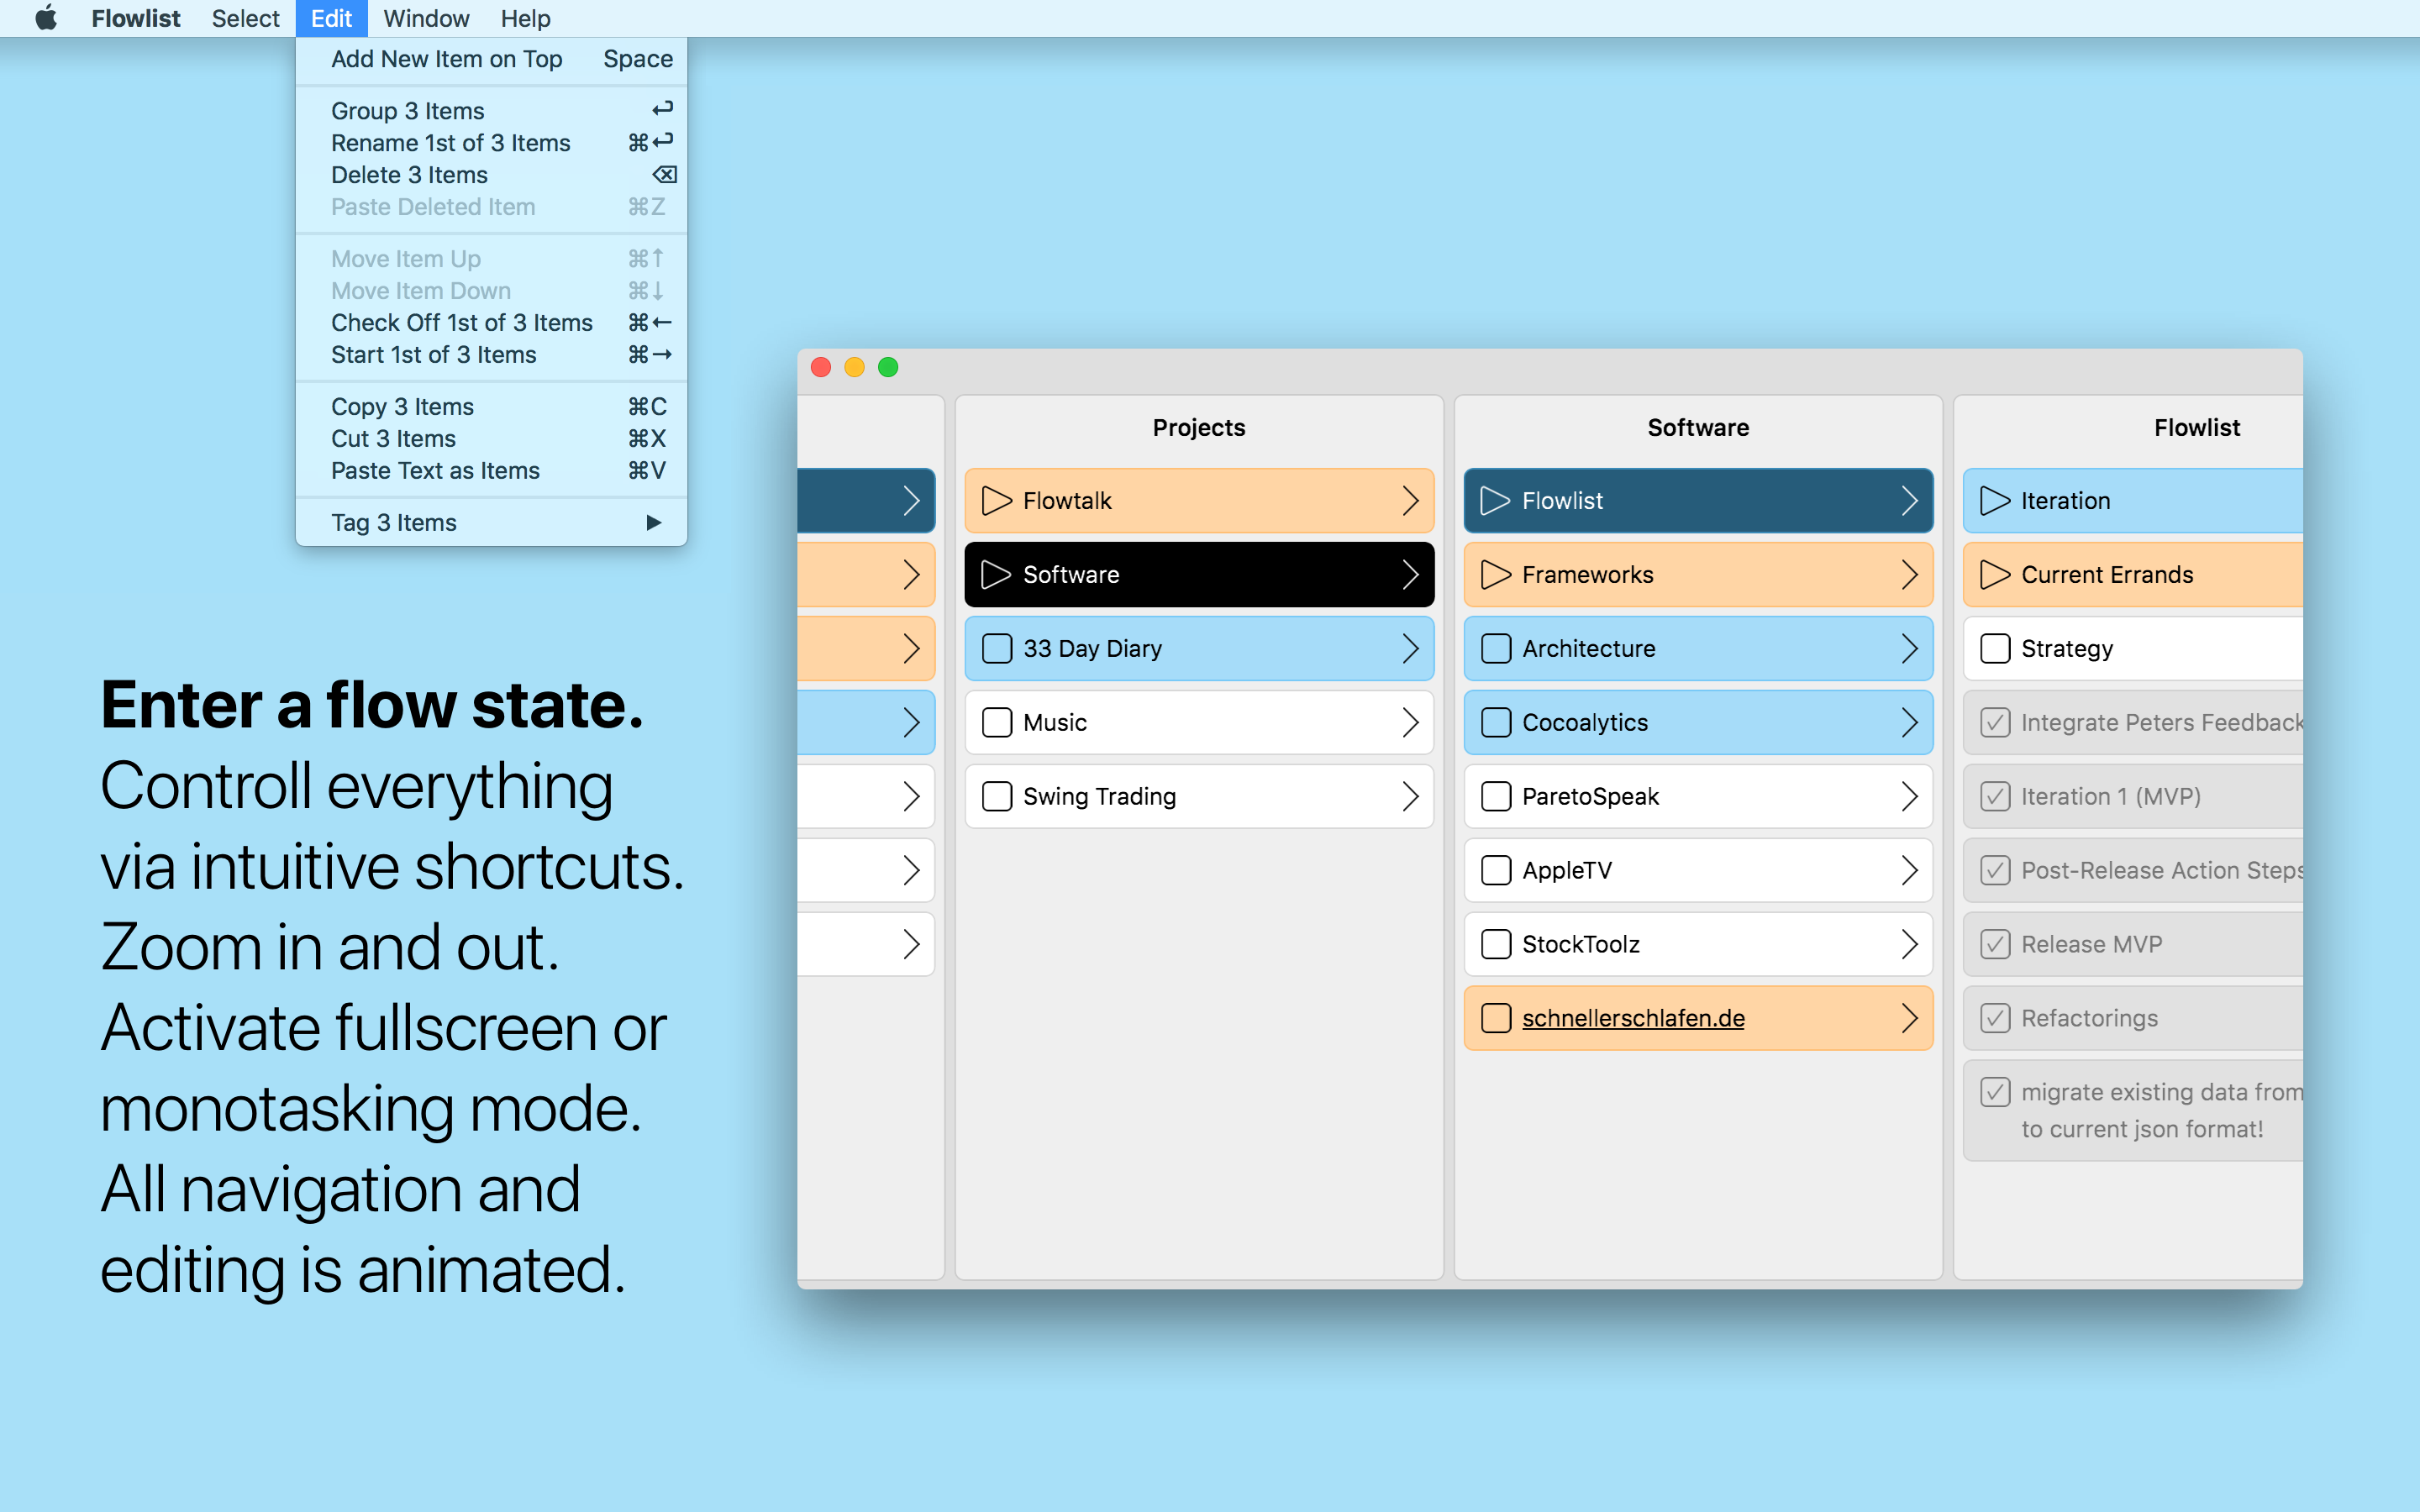 Flowlist Select Edit Window Help
Add New Item on Top Space
Group 3 Items ↩
Rename 1st of 3 Items ⌘↩
Delete 3 Items ⌫
Paste Deleted Item ⌘Z
Move Item Up ⌘↑
Move Item Down ⌘↓
Check Off 1st of 3 Items ⌘←
Start 1st of 3 Items ⌘→
Copy 3 Items ⌘C
Cut 3 Items ⌘X
Paste Text as Items ⌘V
Tag 3 Items ▶
Enter a flow state.
Controll everything
via intuitive shortcuts.
Zoom in and out.
Activate fullscreen or
monotasking mode.
All navigation and
editing is animated.
Projects
Flowtalk
Software
33 Day Diary
Music
Swing Trading
Software
Flowlist
Frameworks
Architecture
Cocoalytics
ParetoSpeak
AppleTV
StockToolz
schnellerschlafen.de
Flowlist
Iteration
Current Errands
Strategy
Integrate Peters Feedback
Iteration 1 (MVP)
Post-Release Action Steps
Release MVP
Refactorings
migrate existing data from
to current json format!